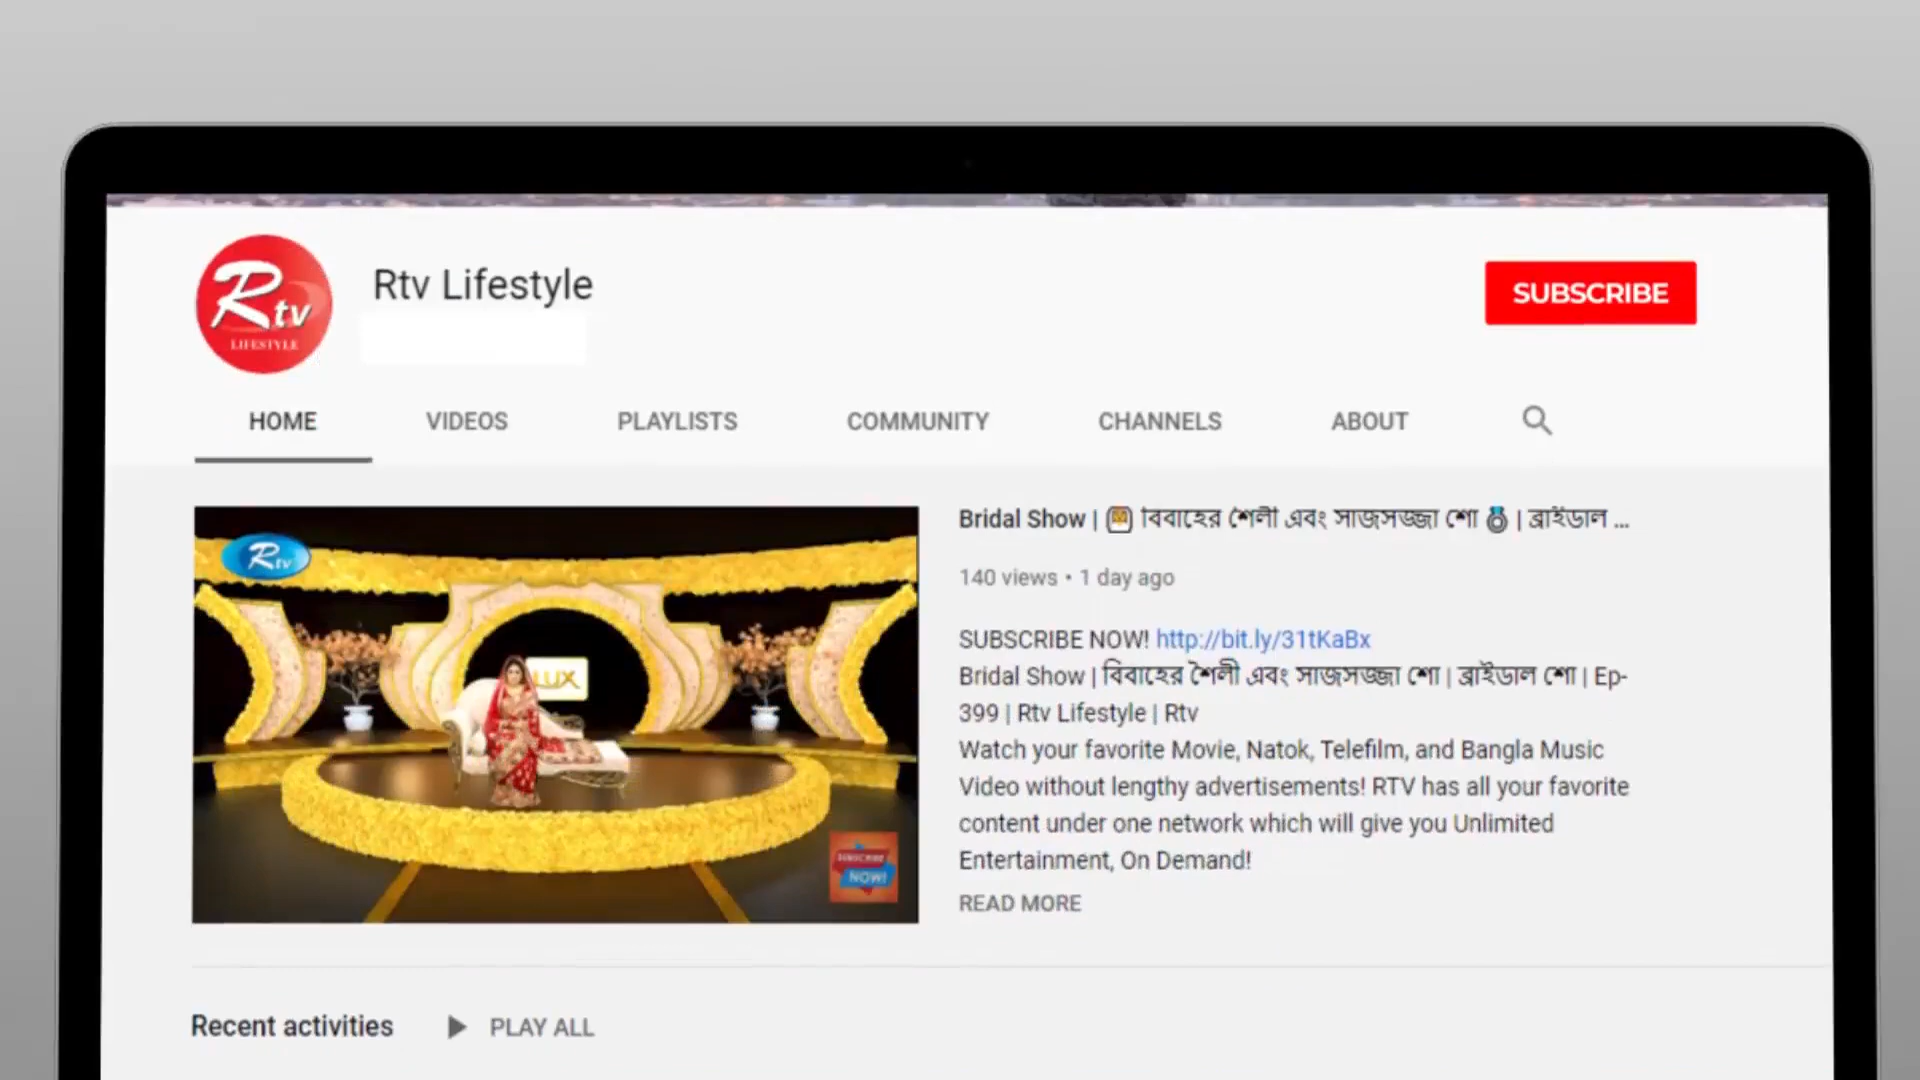 Rtv
LIFESTYLE
Rtv Lifestyle
SUBSCRIBE
HOME VIDEOS PLAYLISTS COMMUNITY CHANNELS ABOUT
Rtv
LUX
SUBSCRIBE
NOW!
Bridal Show | 👰 বিবাহের শৈলী এবং সাজসজ্জা শো 💍 | ব্রাইডাল ...
140 views • 1 day ago
SUBSCRIBE NOW! http://bit.ly/31tKaBx
Bridal Show | বিবাহের শৈলী এবং সাজসজ্জা শো | ব্রাইডাল শো | Ep-
399 | Rtv Lifestyle | Rtv
Watch your favorite Movie, Natok, Telefilm, and Bangla Music
Video without lengthy advertisements! RTV has all your favorite
content under one network which will give you Unlimited
Entertainment, On Demand!
READ MORE
Recent activities PLAY ALL